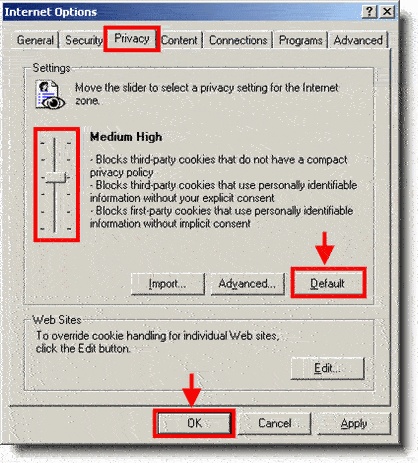 Internet Options
General Security Privacy Content Connections Programs Advanced
Settings
Move the slider to select a privacy setting for the Internet
zone.
Medium High
- Blocks third-party cookies that do not have a compact
privacy policy
- Blocks third-party cookies that use personally identifiable
information without your explicit consent
- Blocks first-party cookies that use personally identifiable
information without implicit consent
Import... Advanced... Default
Web Sites
To override cookie handling for individual Web sites,
click the Edit button.
Edit...
OK Cancel Apply